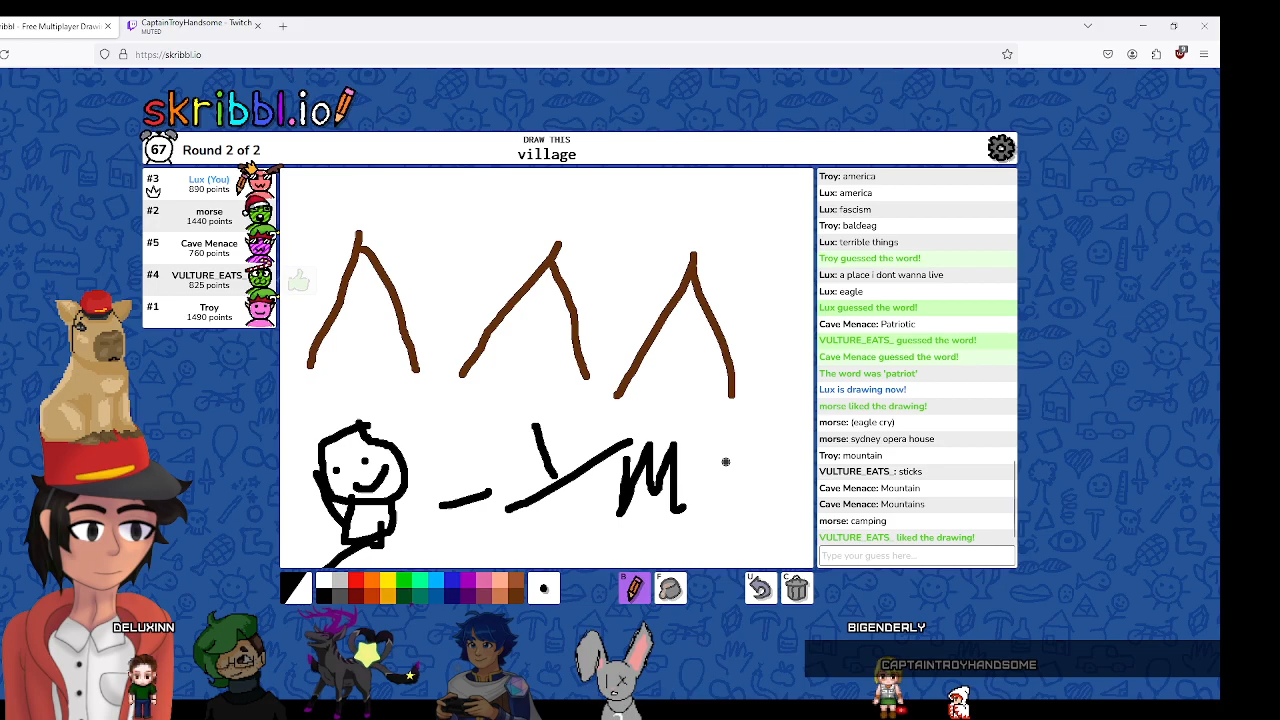 ibbl - Free Multiplayer Draw
CaptainTroyHandsome - Twitch
MUTED
https://skribbl.io
skribbl.io
67
Round 2 of 2
DRAW THIS
village
#3
Lux (You)
890 points
#2
morse
1440 points
#5
Cave Menace
760 points
#4
VULTURE_EATS_
825 points
#1
Troy
1490 points
Troy: america
Lux: america
Lux: fascism
Troy: baldeag
Lux: terrible things
Troy guessed the word!
Lux: a place i dont wanna live
Lux: eagle
Lux guessed the word!
Cave Menace: Patriotic
VULTURE_EATS_ guessed the word!
Cave Menace guessed the word!
The word was 'patriot'
Lux is drawing now!
morse liked the drawing!
morse: (eagle cry)
morse: sydney opera house
Troy: mountain
VULTURE_EATS_: sticks
Cave Menace: Mountain
Cave Menace: Mountains
morse: camping
VULTURE_EATS_ liked the drawing!
Type your guess here...
B
F
U
C
DELUXINN
BIGENDERLY
CAPTAINTROYHANDSOME